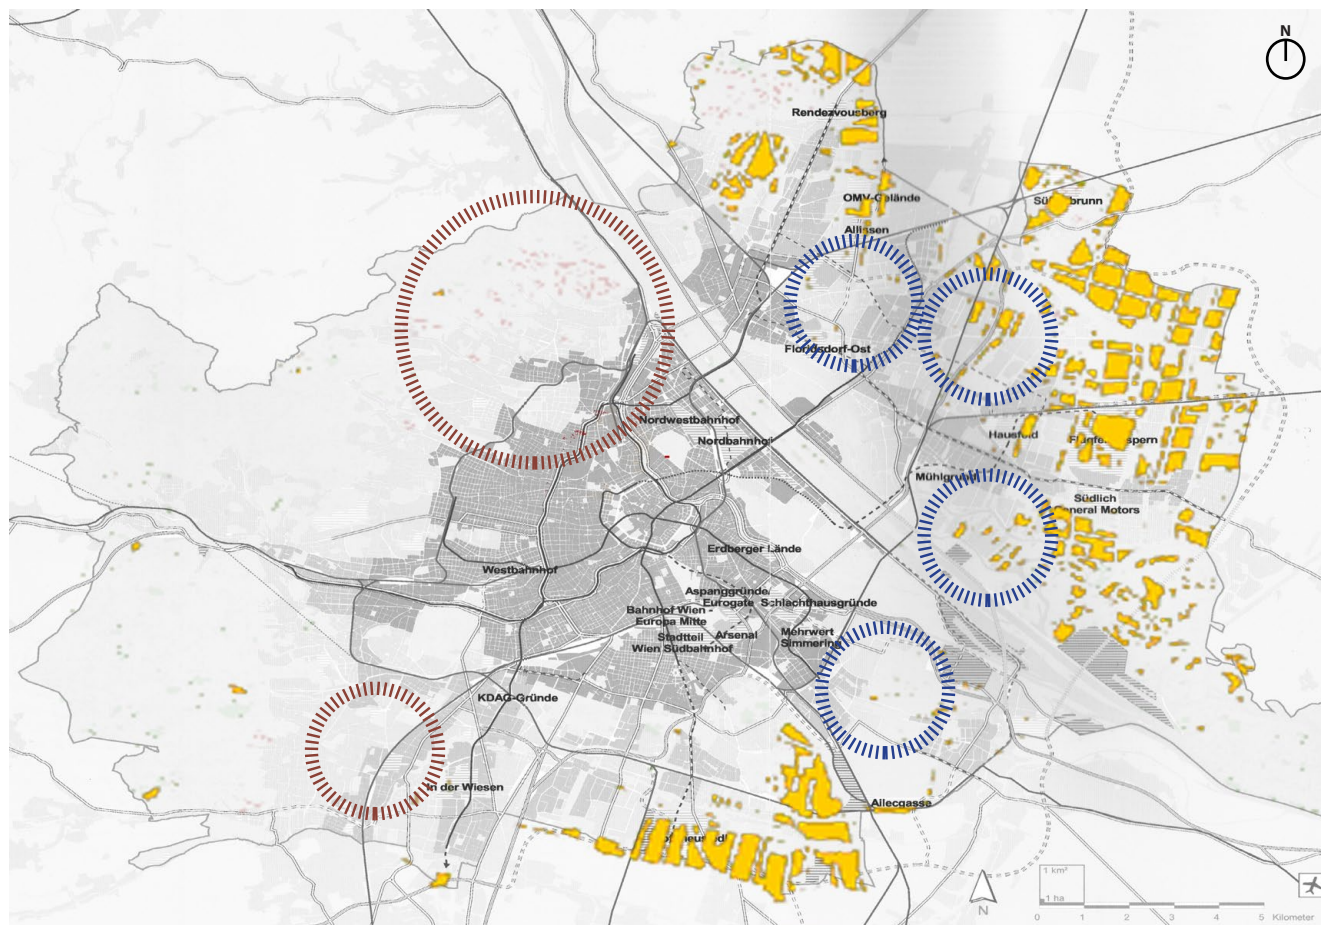 N
Rendezvousberg
OMV-Gelände
Allissen
Floridsdorf-Ost
Nordwestbahnhof
Nordbahnhof
Hausfeld
Mühlgrund
Südlich
General Motors
Erdberger Lände
Westbahnhof
Aspanggründe/
Eurogate
Schlachthausgründe
Bahnhof Wien -
Europa Mitte
Stadtteil
Wien Südbahnhof
Arsenal
Mehrwert
Simmering
KDAG-Gründe
In der Wiesen
Allecgasse
N
1 km²
1 ha
0 1 2 3 4 5 Kilometer